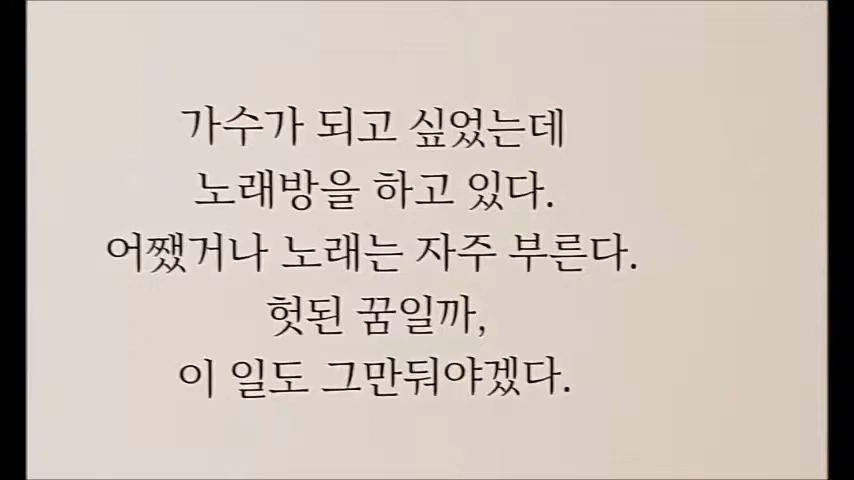 가수가 되고 싶었는데
노래방을 하고 있다.
어쨌거나 노래는 자주 부른다.
헛된 꿈일까,
이 일도 그만둬야겠다.